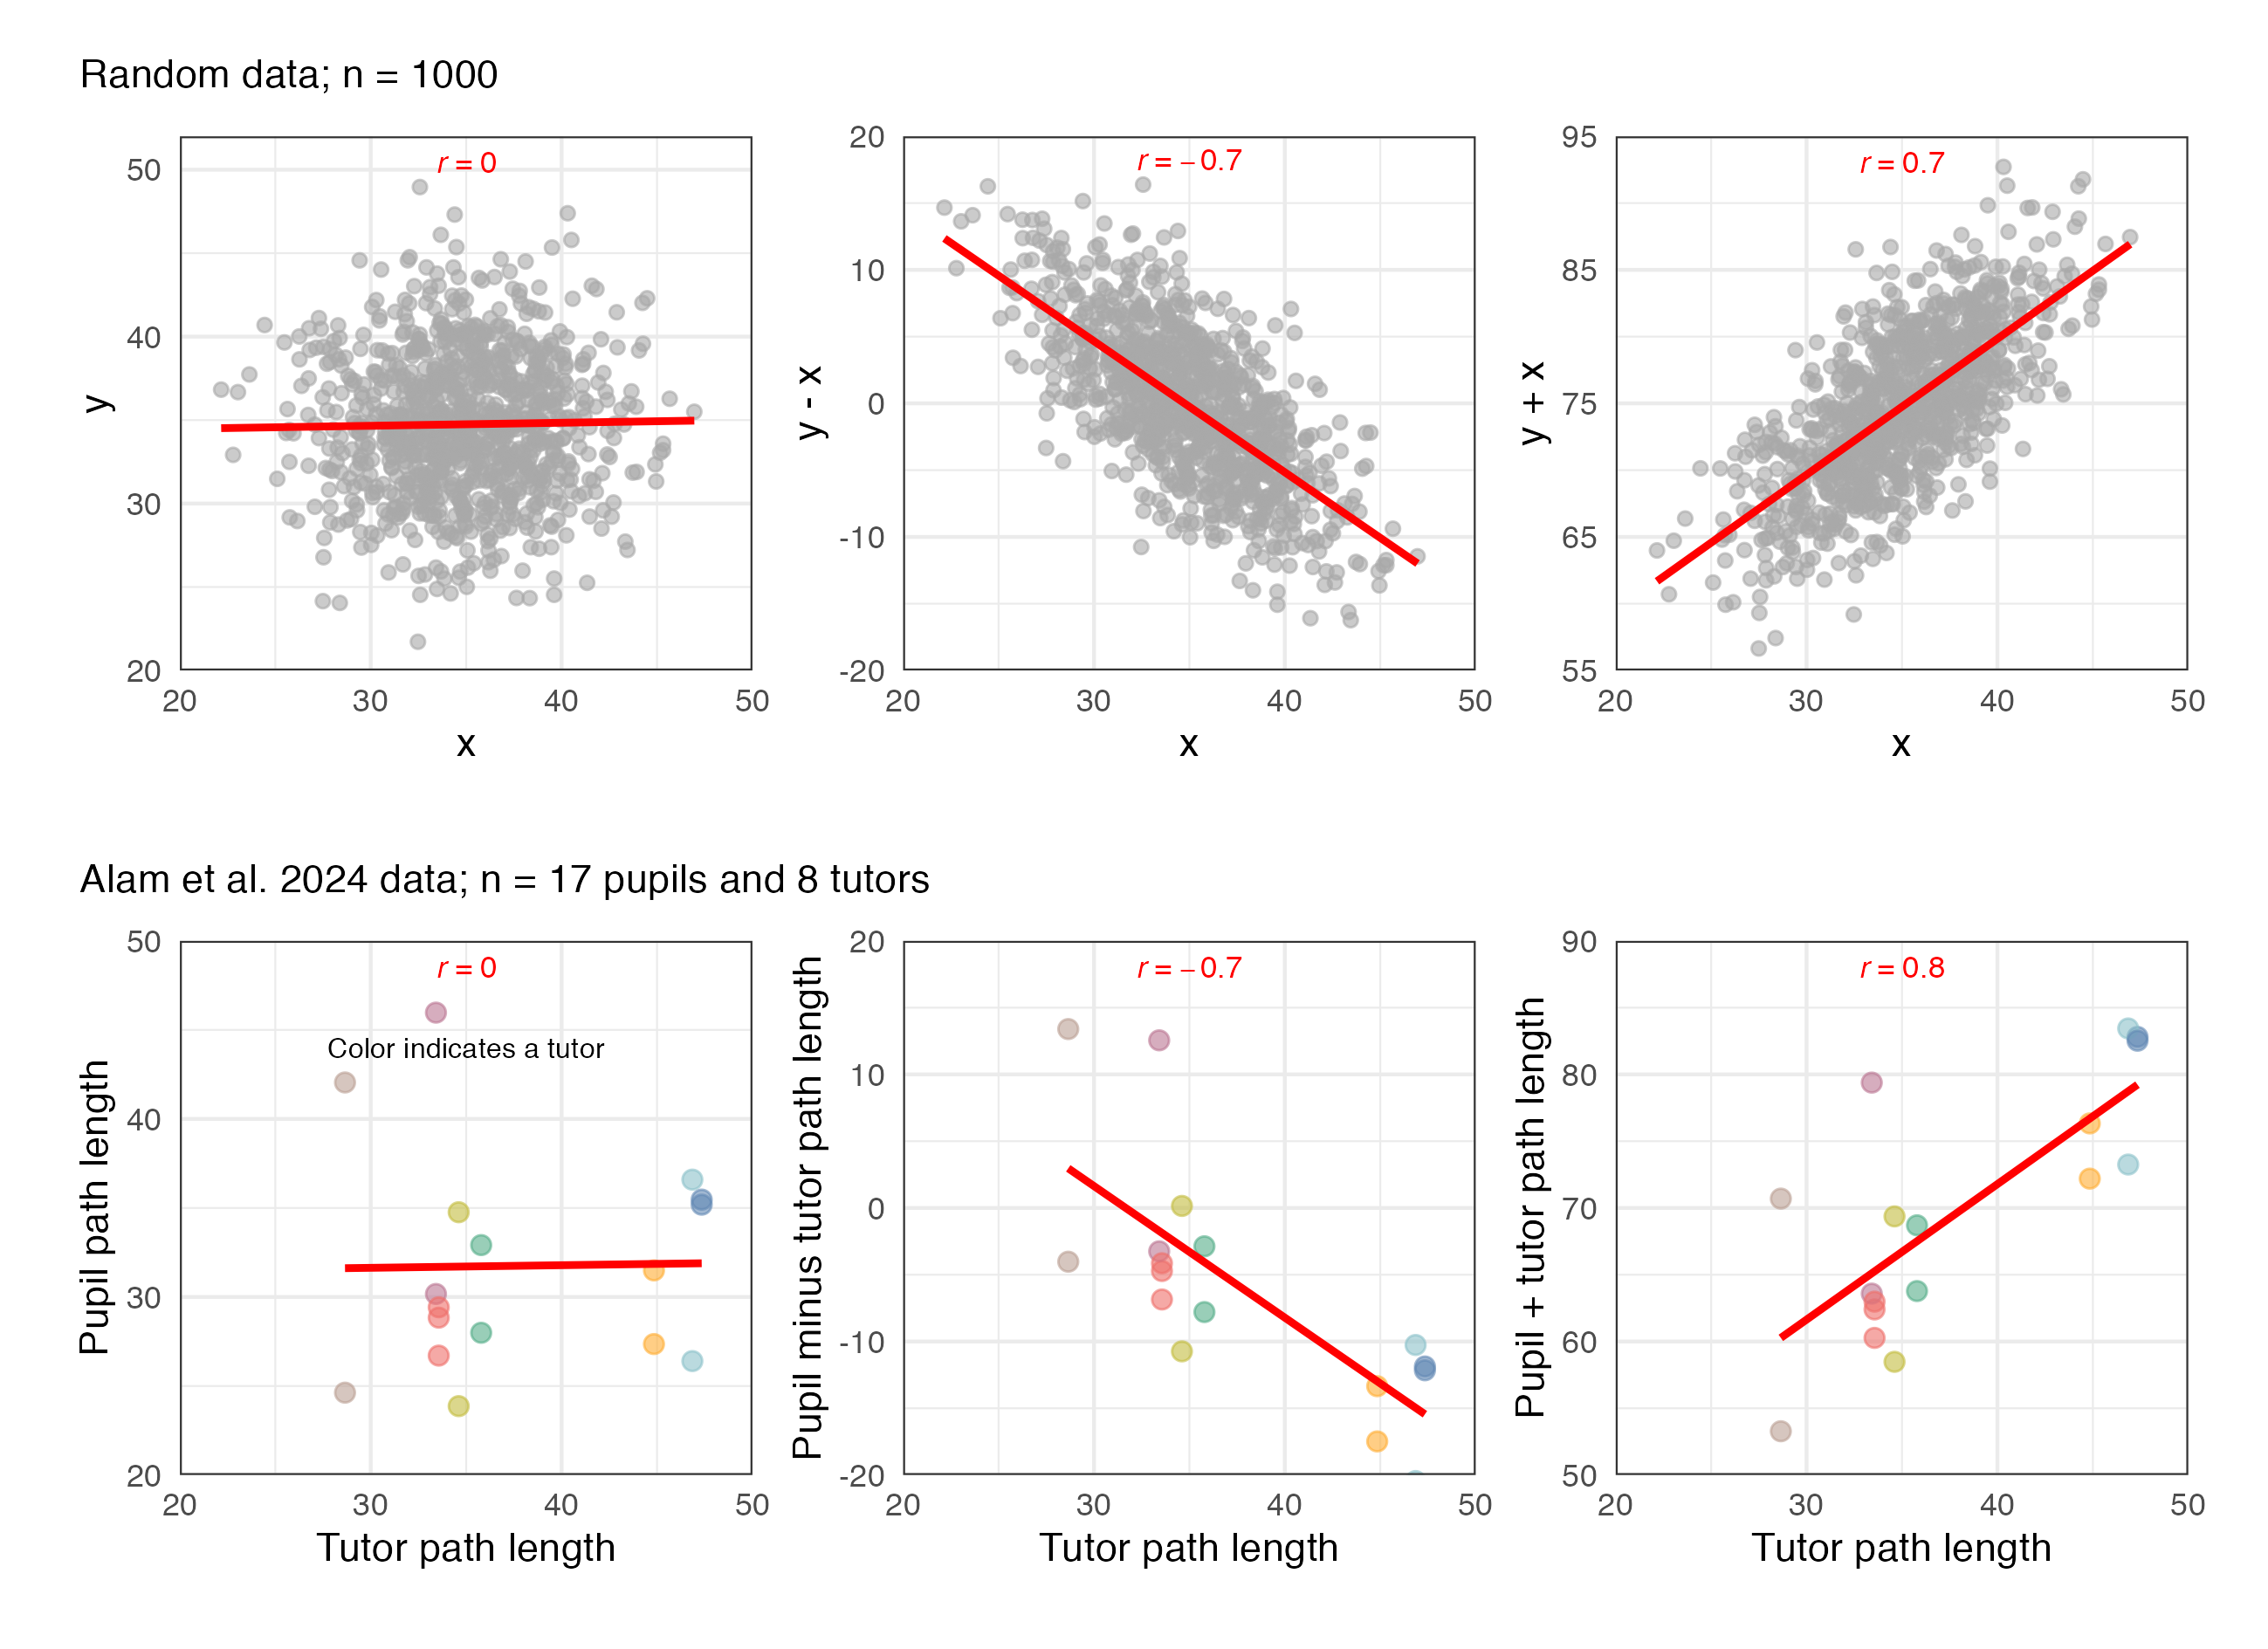 Random data; n = 1000
r = 0
y
50
40
30
20
20 30 40 50
x
r = −0.7
y - x
20
10
0
-10
-20
20 30 40 50
x
r = 0.7
y + x
95
85
75
65
55
20 30 40 50
x
Alam et al. 2024 data; n = 17 pupils and 8 tutors
r = 0
Color indicates a tutor
Pupil path length
50
40
30
20
20 30 40 50
Tutor path length
r = −0.7
Pupil minus tutor path length
20
10
0
-10
-20
20 30 40 50
Tutor path length
r = 0.8
Pupil + tutor path length
90
80
70
60
50
20 30 40 50
Tutor path length